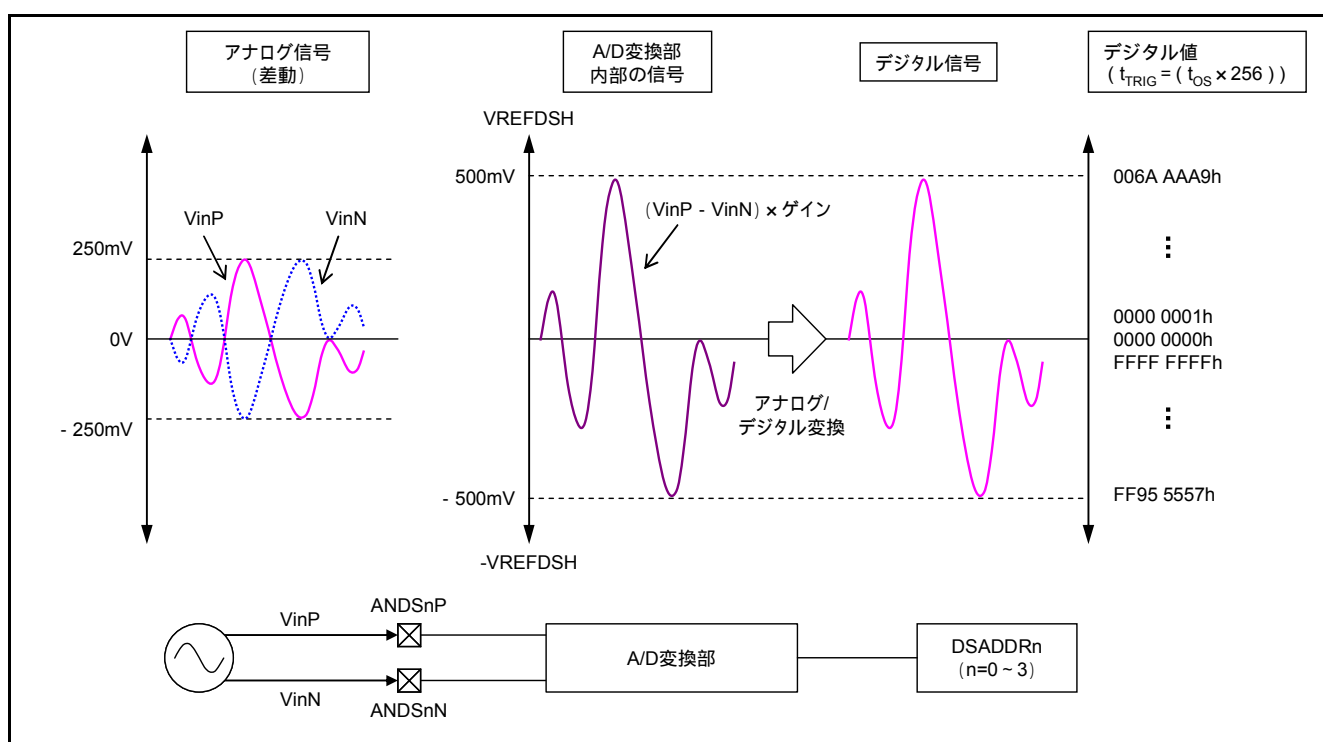 アナログ信号
(差動)
A/D変換部
内部の信号
デジタル信号
デジタル値
( tTRIG = ( tOS × 256 ) )
VREFDSH
500mV
006A AAA9h
VinP
VinN
(VinP - VinN) × ゲイン
250mV
⋮
0V
0000 0001h
0000 0000h
FFFF FFFFh
アナログ/
デジタル変換
- 250mV
⋮
- 500mV
FF95 5557h
-VREFDSH
VinP
ANDSnP
A/D変換部
DSADDRn
(n=0 ~ 3)
VinN
ANDSnN